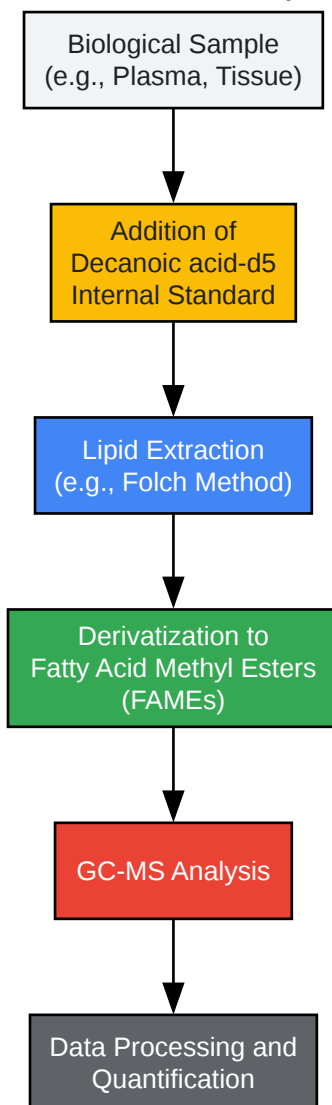 Biological Sample
(e.g., Plasma, Tissue)
Addition of
Decanoic acid-d5
Internal Standard
Lipid Extraction
(e.g., Folch Method)
Derivatization to
Fatty Acid Methyl Esters
(FAMEs)
GC-MS Analysis
Data Processing and
Quantification